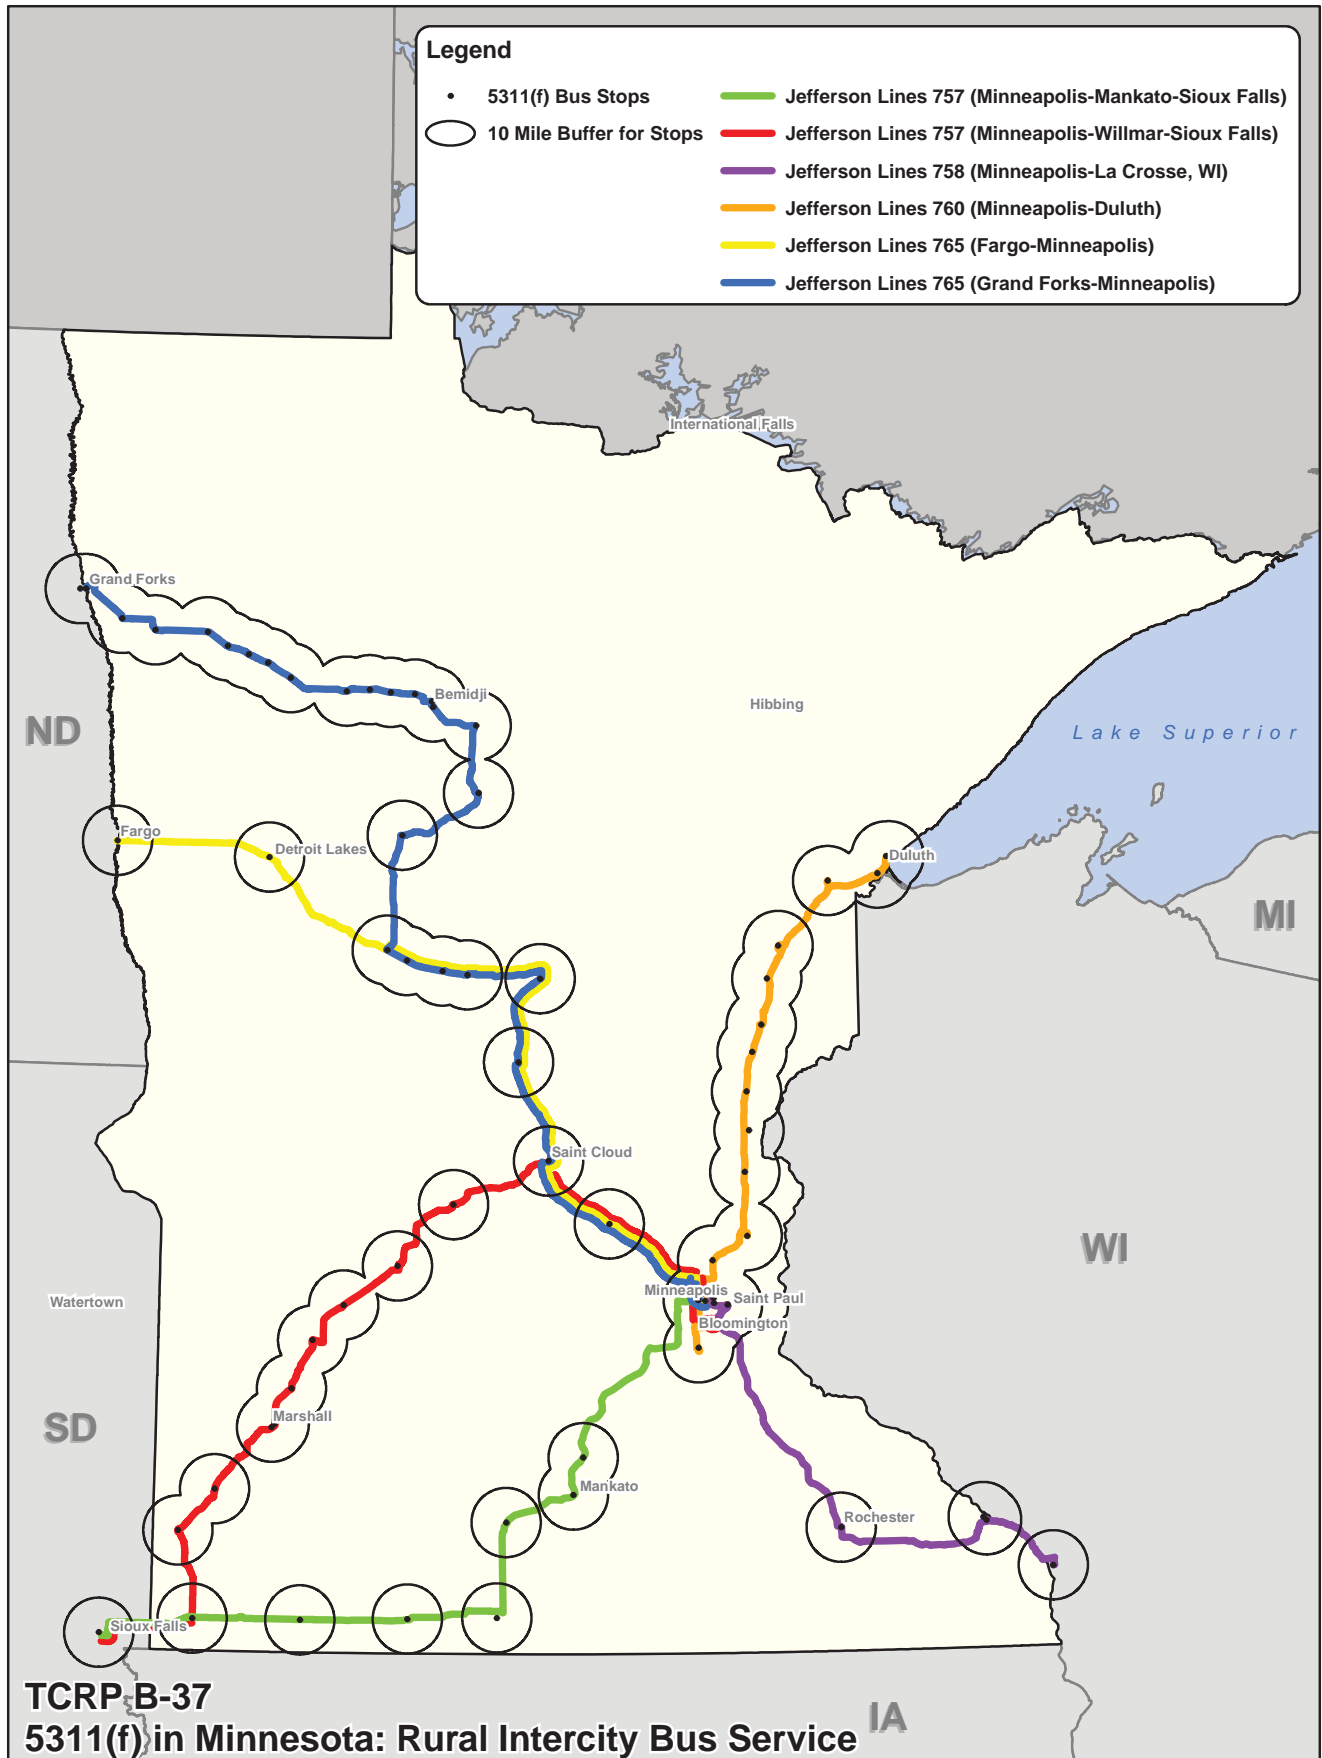 Legend
5311(f) Bus Stops
10 Mile Buffer for Stops
Jefferson Lines 757 (Minneapolis-Mankato-Sioux Falls)
Jefferson Lines 757 (Minneapolis-Willmar-Sioux Falls)
Jefferson Lines 758 (Minneapolis-La Crosse, WI)
Jefferson Lines 760 (Minneapolis-Duluth)
Jefferson Lines 765 (Fargo-Minneapolis)
Jefferson Lines 765 (Grand Forks-Minneapolis)
International Falls
Grand Forks
Bemidji
Hibbing
ND
Lake Superior
Fargo
Detroit Lakes
Duluth
MI
Saint Cloud
WI
Minneapolis
Saint Paul
Watertown
Bloomington
SD
Marshall
Mankato
Rochester
Sioux Falls
IA
TCRP B-37
5311(f) in Minnesota: Rural Intercity Bus Service